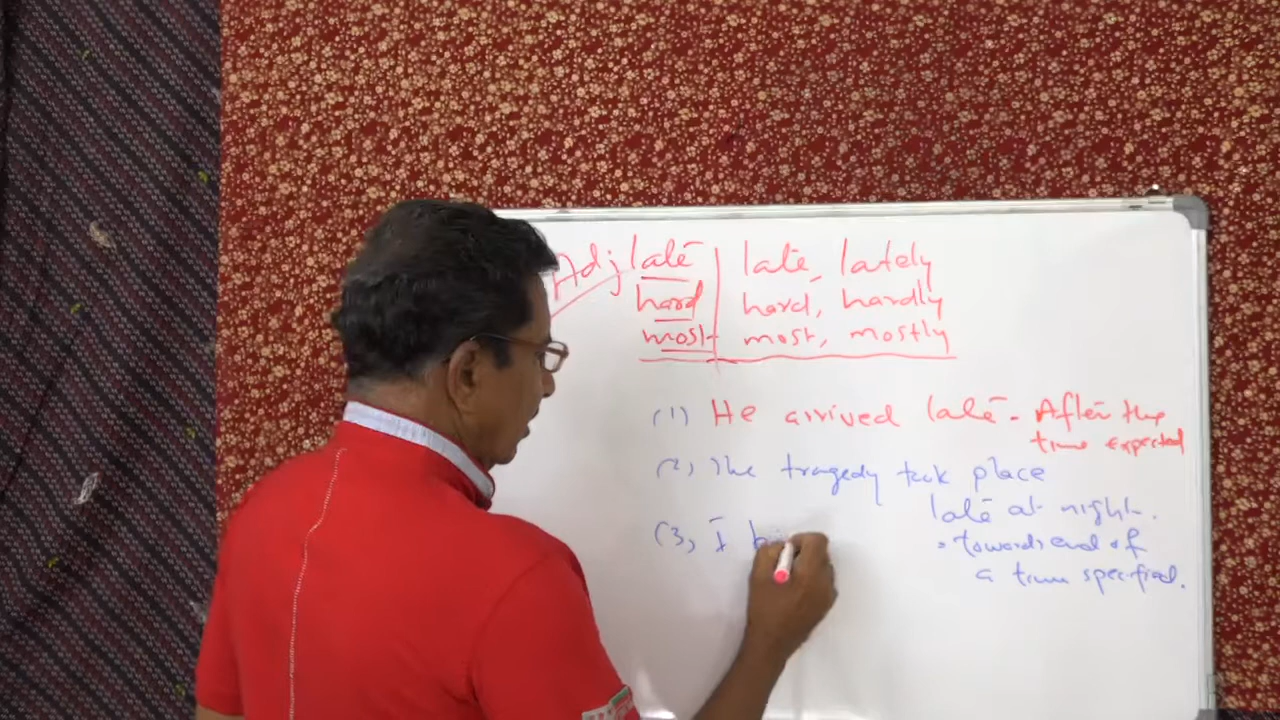 Adj late | late, lately
hard | hard, hardly
most | most, mostly
(1) He arrived late - After the
time expected
(2) The tragedy took place
late at night.
towards end of
a time specified.
(3) I